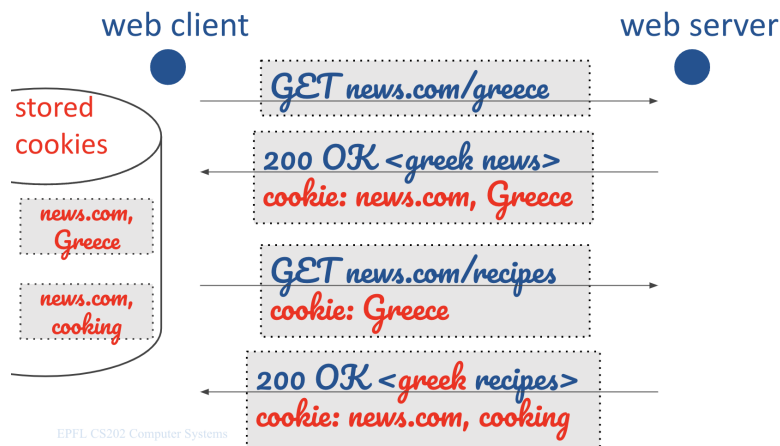 web client
web server
stored
cookies
GET news.com/greece
200 OK <greek news>
cookie: news.com, Greece
news.com,
Greece
GET news.com/recipes
cookie: Greece
news.com,
cooking
200 OK <greek recipes>
cookie: news.com, cooking
EPFL CS202 Computer Systems